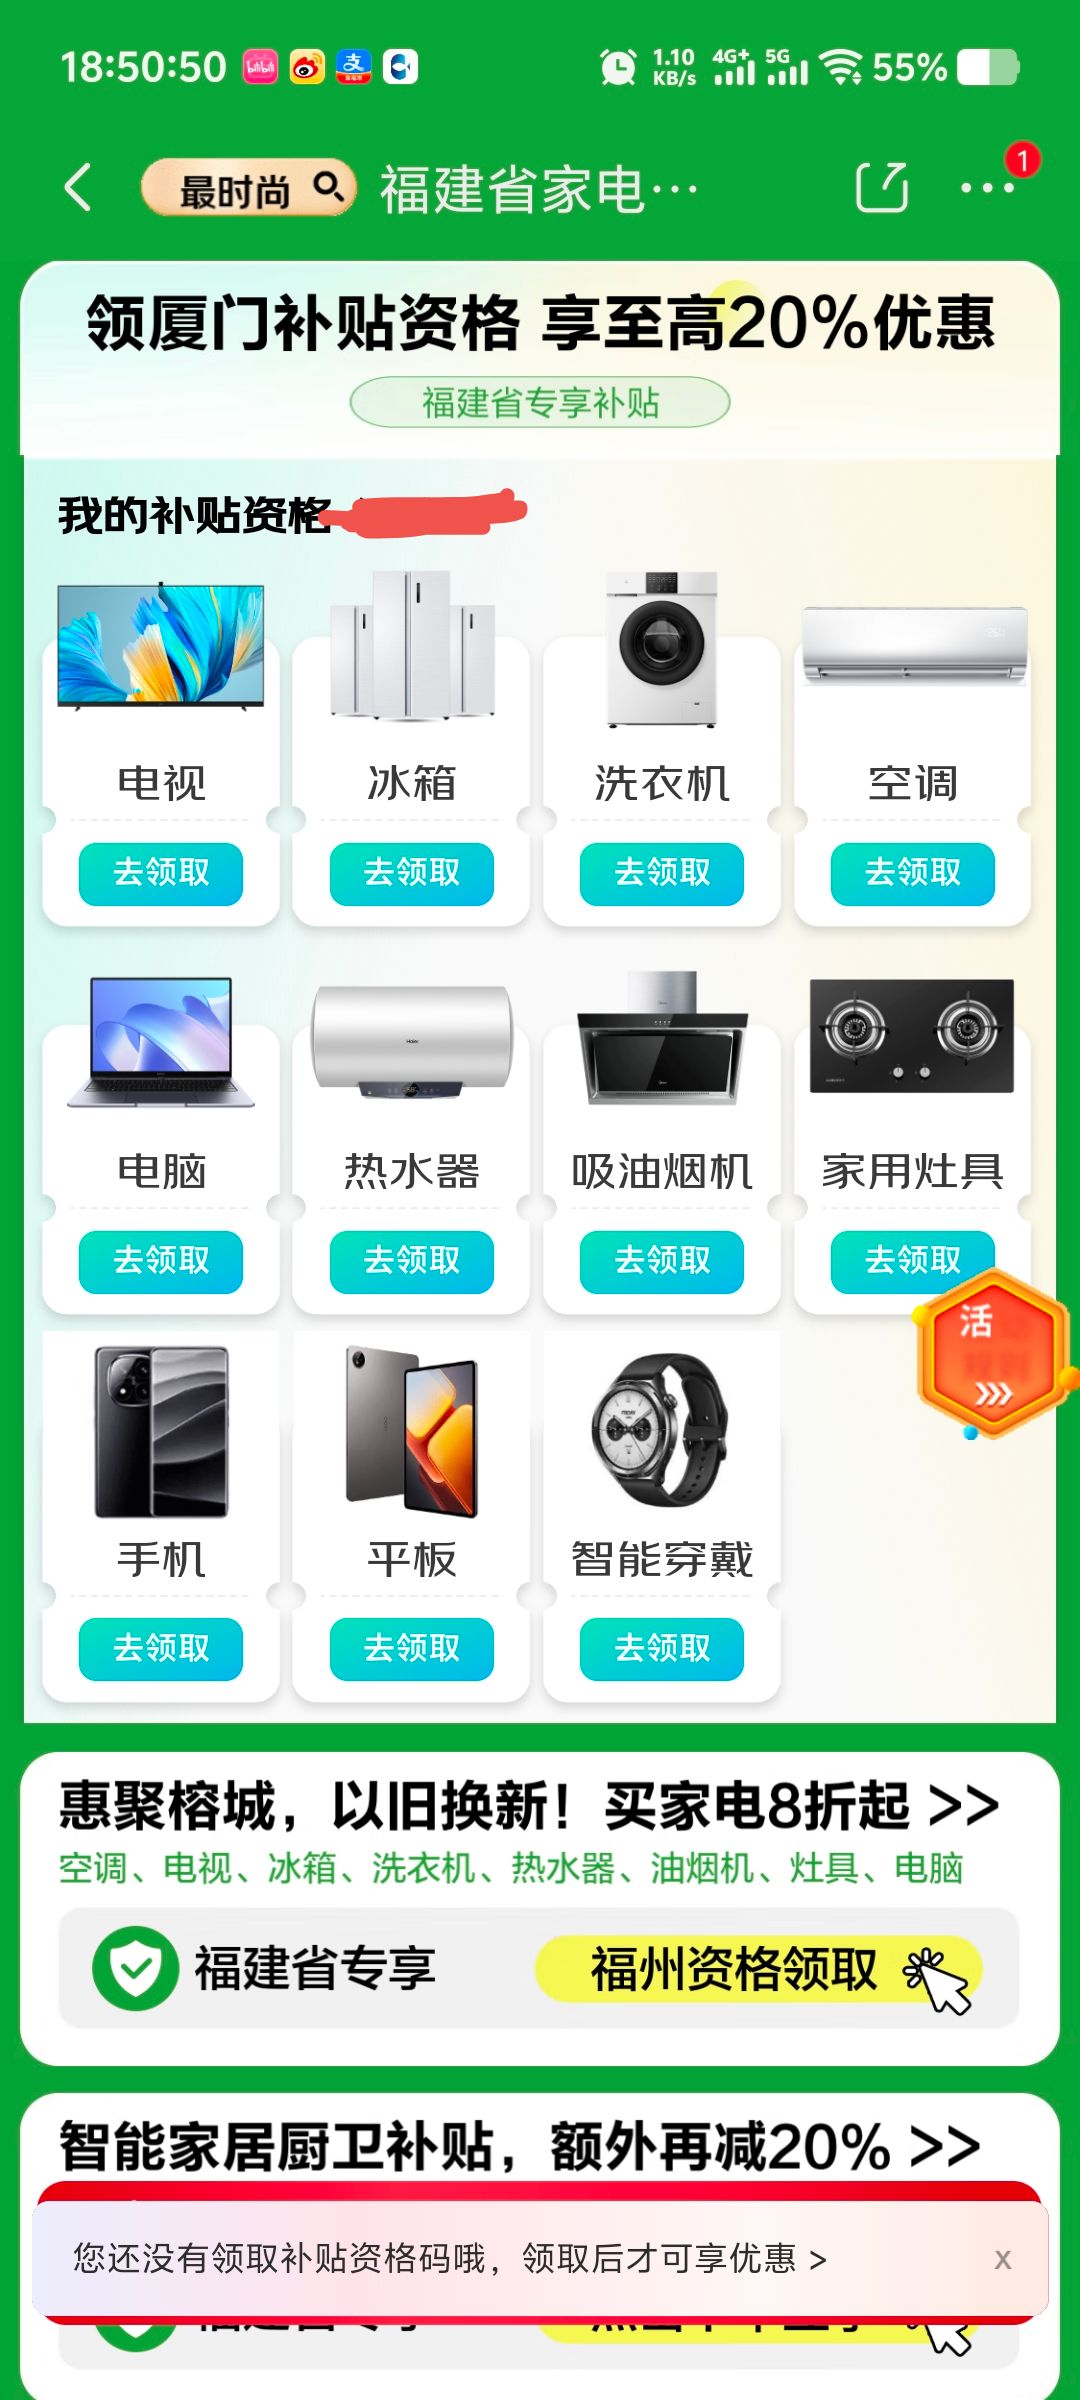 18:50:50
bilibili
支
1.10 KB/s
4G+
5G
55%
最时尚
福建省家电...
1
领厦门补贴资格 享至高20%优惠
福建省专享补贴
我的补贴资格
电视
冰箱
洗衣机
空调
去领取
去领取
去领取
去领取
Haier
电脑
热水器
吸油烟机
家用灶具
去领取
去领取
去领取
去领取
活
手机
平板
智能穿戴
去领取
去领取
去领取
惠聚榕城，以旧换新！买家电8折起 >>
空调、电视、冰箱、洗衣机、热水器、油烟机、灶具、电脑
福建省专享
福州资格领取
智能家居厨卫补贴，额外再减20% >>
您还没有领取补贴资格码哦，领取后才可享优惠 >
x